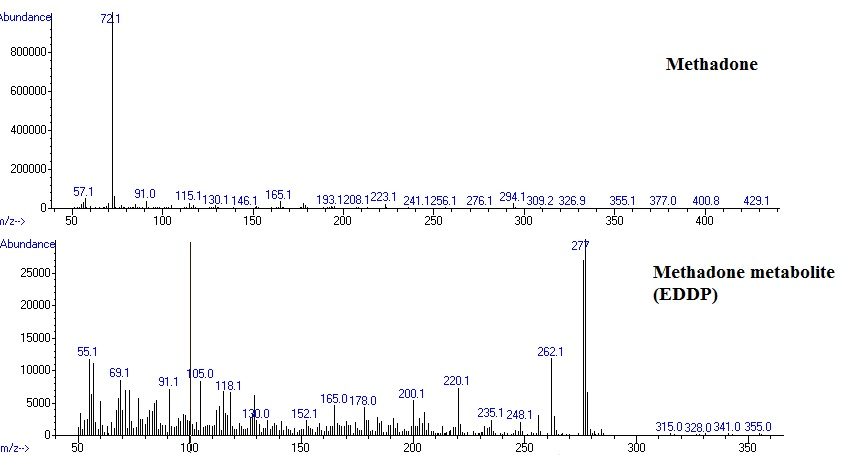 Abundance
72.1
Methadone
800000
600000
400000
200000
0
57.1 91.0 115.1 130.1 146.1 165.1 193.1 208.1 223.1 241.1 256.1 276.1 294.1 309.2 326.9 355.1 377.0 400.8 429.1
m/z--> 50 100 150 200 250 300 350 400
Abundance
277
Methadone metabolite
(EDDP)
25000
20000
15000
10000
5000
0
55.1 69.1 91.1 105.0 118.1 130.0 152.1 165.0 178.0 200.1 220.1 235.1 248.1 262.1 315.0 328.0 341.0 355.0
m/z--> 50 100 150 200 250 300 350